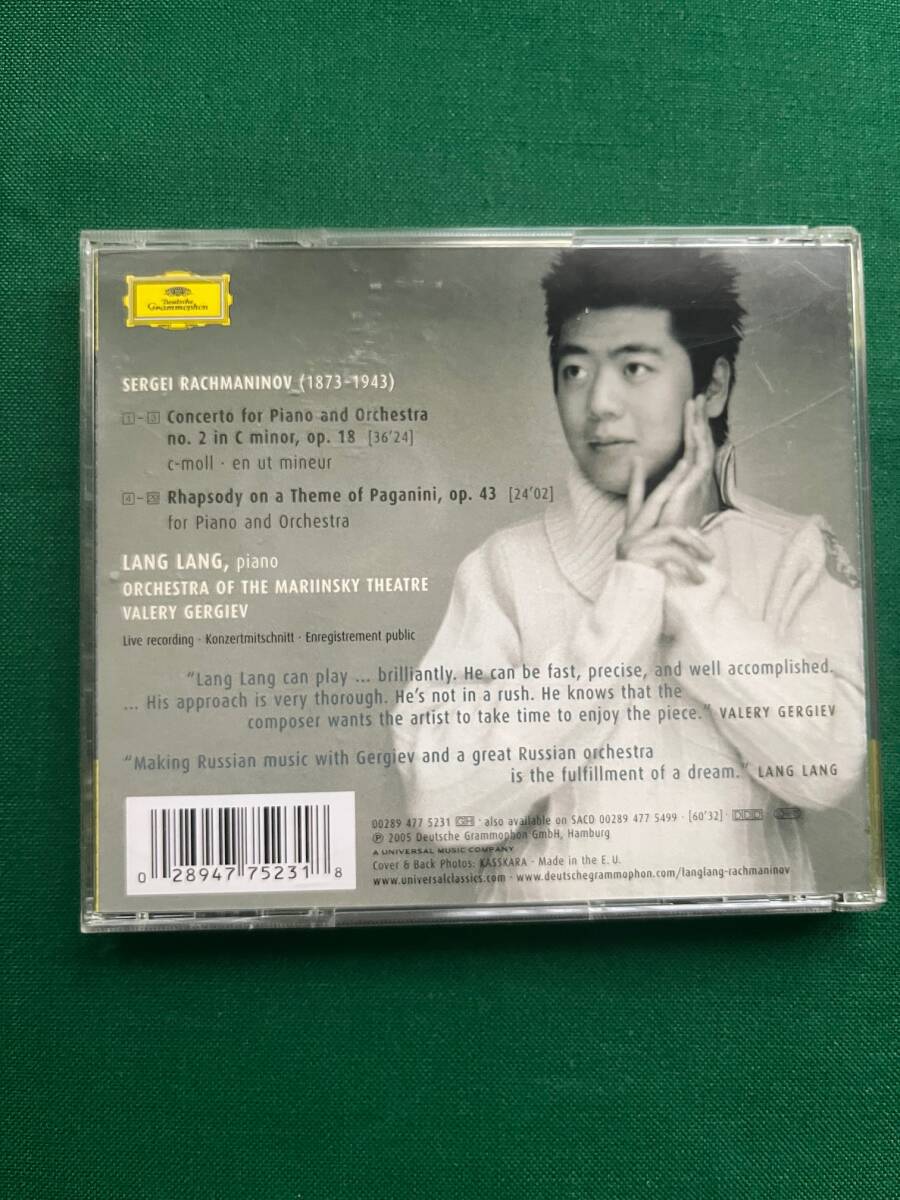 Deutsche
Grammophon
SERGEI RACHMANINOV (1873-1943)
1 - 3 Concerto for Piano and Orchestra
no. 2 in C minor, op. 18 [36'24]
c-moll · en ut mineur
4 - Rhapsody on a Theme of Paganini, op. 43 [24'02]
for Piano and Orchestra
LANG LANG, piano
ORCHESTRA OF THE MARIINSKY THEATRE
VALERY GERGIEV
Live recording · Konzertmitschnitt · Enregistrement public
"Lang Lang can play ... brilliantly. He can be fast, precise, and well accomplished.
... His approach is very thorough. He's not in a rush. He knows that the
composer wants the artist to take time to enjoy the piece." VALERY GERGIEV
"Making Russian music with Gergiev and a great Russian orchestra
is the fulfillment of a dream." LANG LANG
00289 477 5231 GH · also available on SACD 00289 477 5499 · [60'32] · DDD
℗ 2005 Deutsche Grammophon GmbH, Hamburg
A UNIVERSAL MUSIC COMPANY
Cover & Back Photos: KASSKARA · Made in the E. U.
www.universalclassics.com · www.deutschegrammophon.com/langlang-rachmaninov
0 28947 75231 8